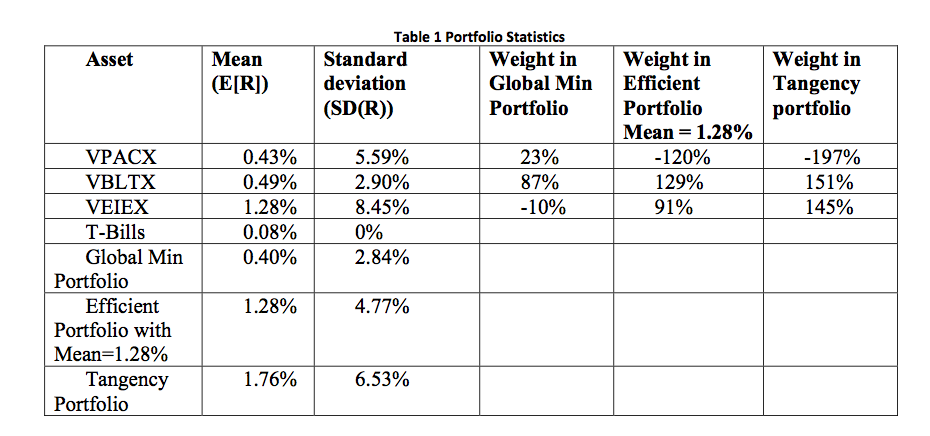 Table 1 Portfolio Statistics
Asset Mean (E[R]) Standard deviation (SD(R)) Weight in Global Min Portfolio Weight in Efficient Portfolio Mean = 1.28% Weight in Tangency portfolio
VPACX 0.43% 5.59% 23% -120% -197%
VBLTX 0.49% 2.90% 87% 129% 151%
VEIEX 1.28% 8.45% -10% 91% 145%
T-Bills 0.08% 0%
Global Min Portfolio 0.40% 2.84%
Efficient Portfolio with Mean=1.28% 1.28% 4.77%
Tangency Portfolio 1.76% 6.53%